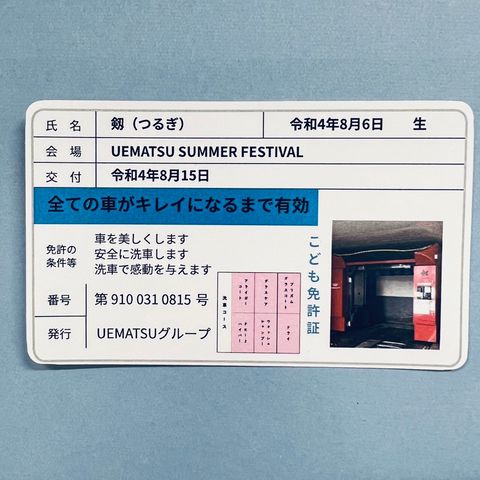 氏 名 剱（つるぎ） 令和4年8月6日 生
会 場 UEMATSU SUMMER FESTIVAL
交 付 令和4年8月15日
全ての車がキレイになるまで有効
免許の
条件等
車を美しくします
安全に洗車します
洗車で感動を与えます
番号 第 910 031 0815 号
発行 UEMATSUグループ
こども免許証
洗車コース